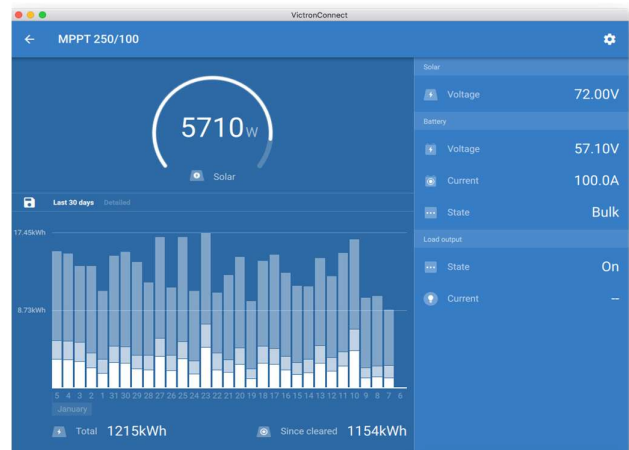 VictronConnect
MPPT 250/100
5710W
Solar
Last 30 days Detailed
17.45kWh
8.73kWh
5 4 3 2 1 31 30 29 28 27 26 25 24 23 22 21 20 19 18 17 16 15 14 13 12 11 10 9 8 7 6
January
Total 1215kWh Since cleared 1154kWh
Solar
Voltage 72.00V
Battery
Voltage 57.10V
Current 100.0A
State Bulk
Load output
State On
Current --